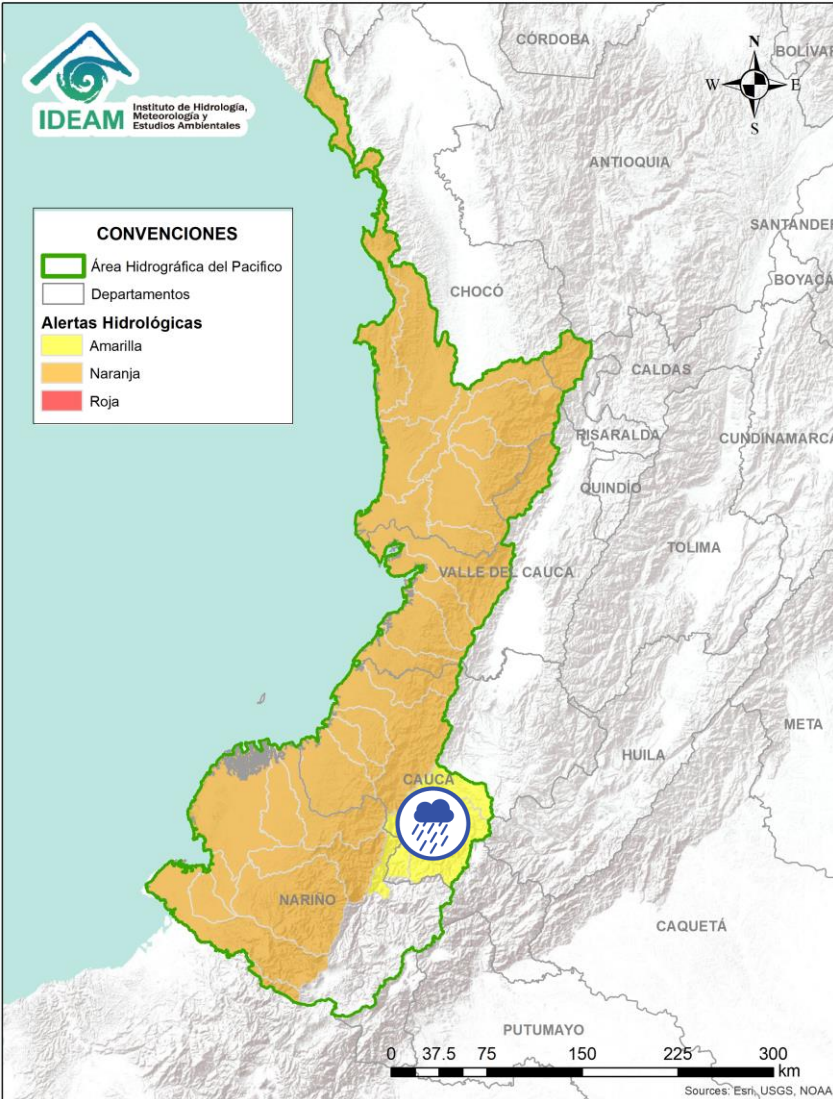 IDEAM
Instituto de Hidrología,
Meteorología y
Estudios Ambientales
CÓRDOBA
BOLÍVAR
N
W
E
S
ANTIOQUIA
CONVENCIONES
Área Hidrográfica del Pacifico
Departamentos
Alertas Hidrológicas
Amarilla
Naranja
Roja
SANTANDER
BOYACÁ
CHOCÓ
CALDAS
RISARALDA
CUNDINAMARCA
QUINDÍO
TOLIMA
VALLE DEL CAUCA
META
HUILA
CAUCA
NARIÑO
CAQUETÁ
PUTUMAYO
0 37.5 75 150 225 300
km
Sources: Esri, USGS, NOAA